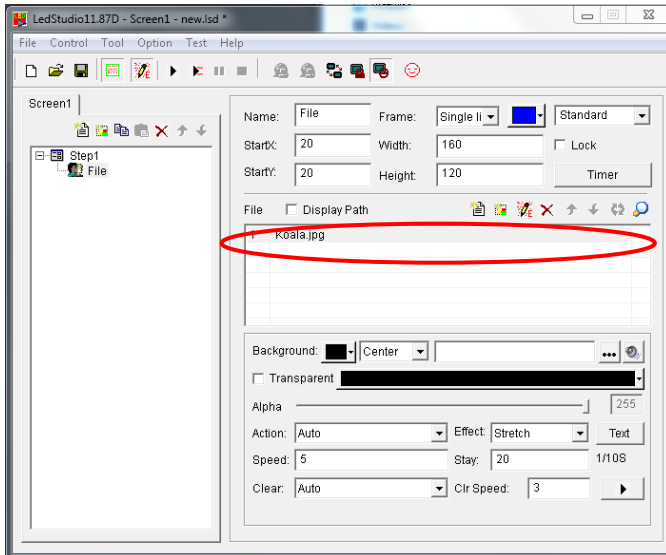 LedStudio11.87D - Screen1 - new.lsd *
File Control Tool Option Test Help
Screen1
Step1
File
Name: File Frame: Single li Standard
StartX: 20 Width: 160 Lock
StartY: 20 Height: 120 Timer
File Display Path
1 Koala.jpg
Background: Center ...
Transparent
Alpha 255
Action: Auto Effect: Stretch Text
Speed: 5 Stay: 20 1/10S
Clear: Auto Clr Speed: 3